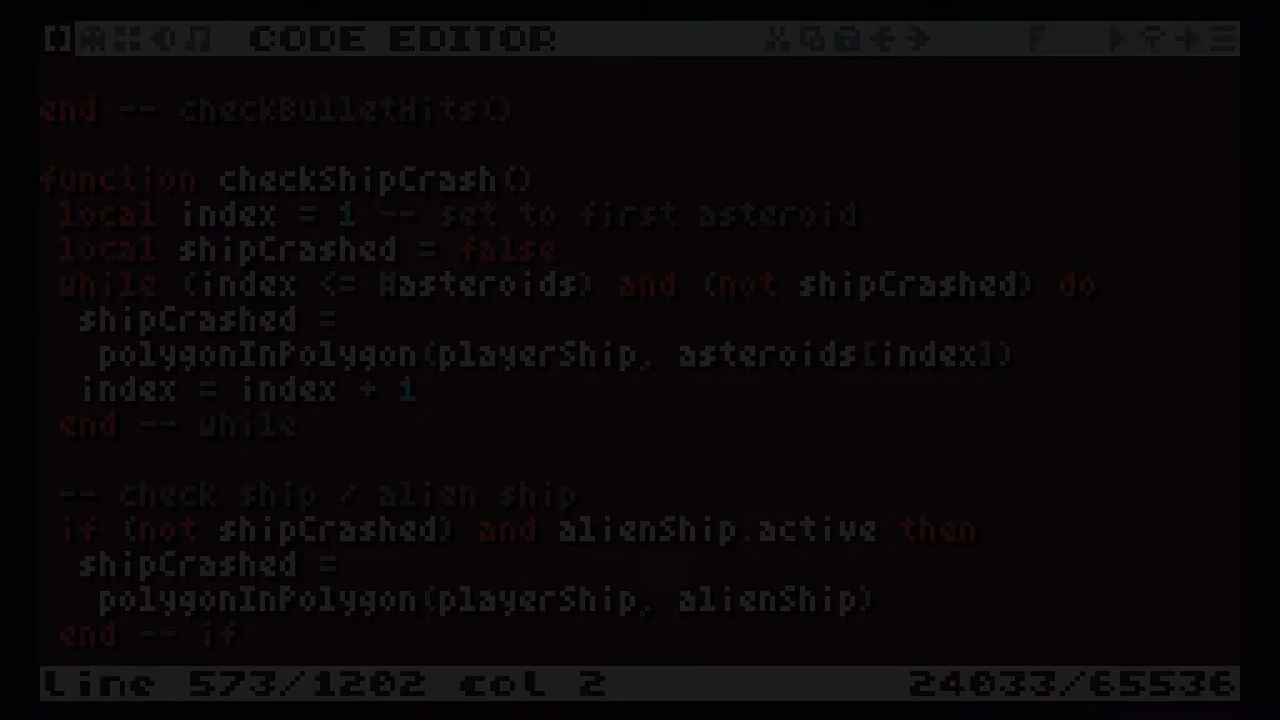 CODE EDITOR F
end -- checkBulletHits()
function checkShipCrash()
local index = 1 -- set to first asteroid
local shipCrashed = false
while (index <= #asteroids) and (not shipCrashed) do
shipCrashed =
polygonInPolygon(playerShip, asteroids[index])
index = index + 1
end -- while
-- check ship / alien ship
if (not shipCrashed) and alienShip.active then
shipCrashed =
polygonInPolygon(playerShip, alienShip)
end -- if
Line 573/1202 col 2 24033/65536